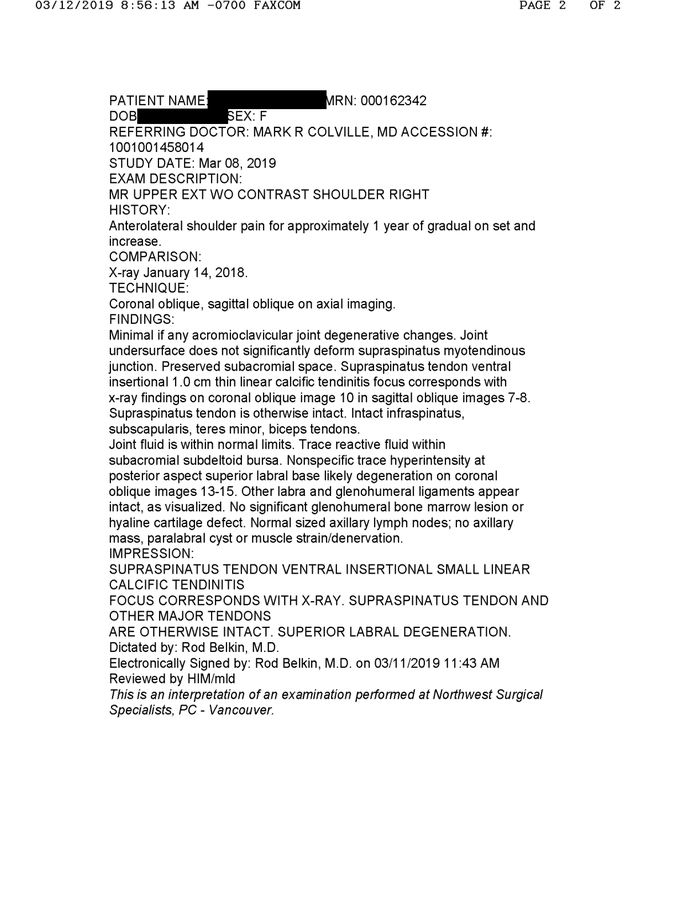 03/12/2019 8:56:13 AM -0700 FAXCOM PAGE 2 OF 2
PATIENT NAME: MRN: 000162342
DOB SEX: F
REFERRING DOCTOR: MARK R COLVILLE, MD ACCESSION #:
1001001458014
STUDY DATE: Mar 08, 2019
EXAM DESCRIPTION:
MR UPPER EXT WO CONTRAST SHOULDER RIGHT
HISTORY:
Anterolateral shoulder pain for approximately 1 year of gradual on set and
increase.
COMPARISON:
X-ray January 14, 2018.
TECHNIQUE:
Coronal oblique, sagittal oblique on axial imaging.
FINDINGS:
Minimal if any acromioclavicular joint degenerative changes. Joint
undersurface does not significantly deform supraspinatus myotendinous
junction. Preserved subacromial space. Supraspinatus tendon ventral
insertional 1.0 cm thin linear calcific tendinitis focus corresponds with
x-ray findings on coronal oblique image 10 in sagittal oblique images 7-8.
Supraspinatus tendon is otherwise intact. Intact infraspinatus,
subscapularis, teres minor, biceps tendons.
Joint fluid is within normal limits. Trace reactive fluid within
subacromial subdeltoid bursa. Nonspecific trace hyperintensity at
posterior aspect superior labral base likely degeneration on coronal
oblique images 13-15. Other labra and glenohumeral ligaments appear
intact, as visualized. No significant glenohumeral bone marrow lesion or
hyaline cartilage defect. Normal sized axillary lymph nodes; no axillary
mass, paralabral cyst or muscle strain/denervation.
IMPRESSION:
SUPRASPINATUS TENDON VENTRAL INSERTIONAL SMALL LINEAR
CALCIFIC TENDINITIS
FOCUS CORRESPONDS WITH X-RAY. SUPRASPINATUS TENDON AND
OTHER MAJOR TENDONS
ARE OTHERWISE INTACT. SUPERIOR LABRAL DEGENERATION.
Dictated by: Rod Belkin, M.D.
Electronically Signed by: Rod Belkin, M.D. on 03/11/2019 11:43 AM
Reviewed by HIM/mld
This is an interpretation of an examination performed at Northwest Surgical
Specialists, PC - Vancouver.